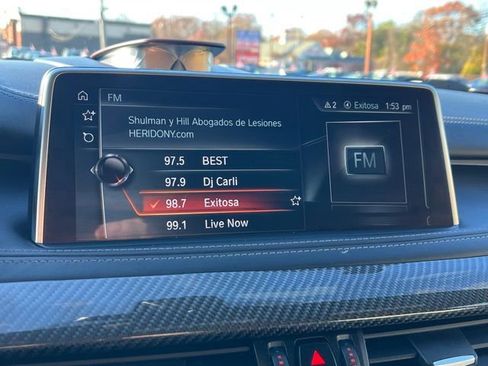 FM
2 Exitosa 1:53 pm
Shulman y Hill Abogados de Lesiones
HERIDONY.com
97.5 BEST
97.9 Dj Carli
98.7 Exitosa
99.1 Live Now
FM